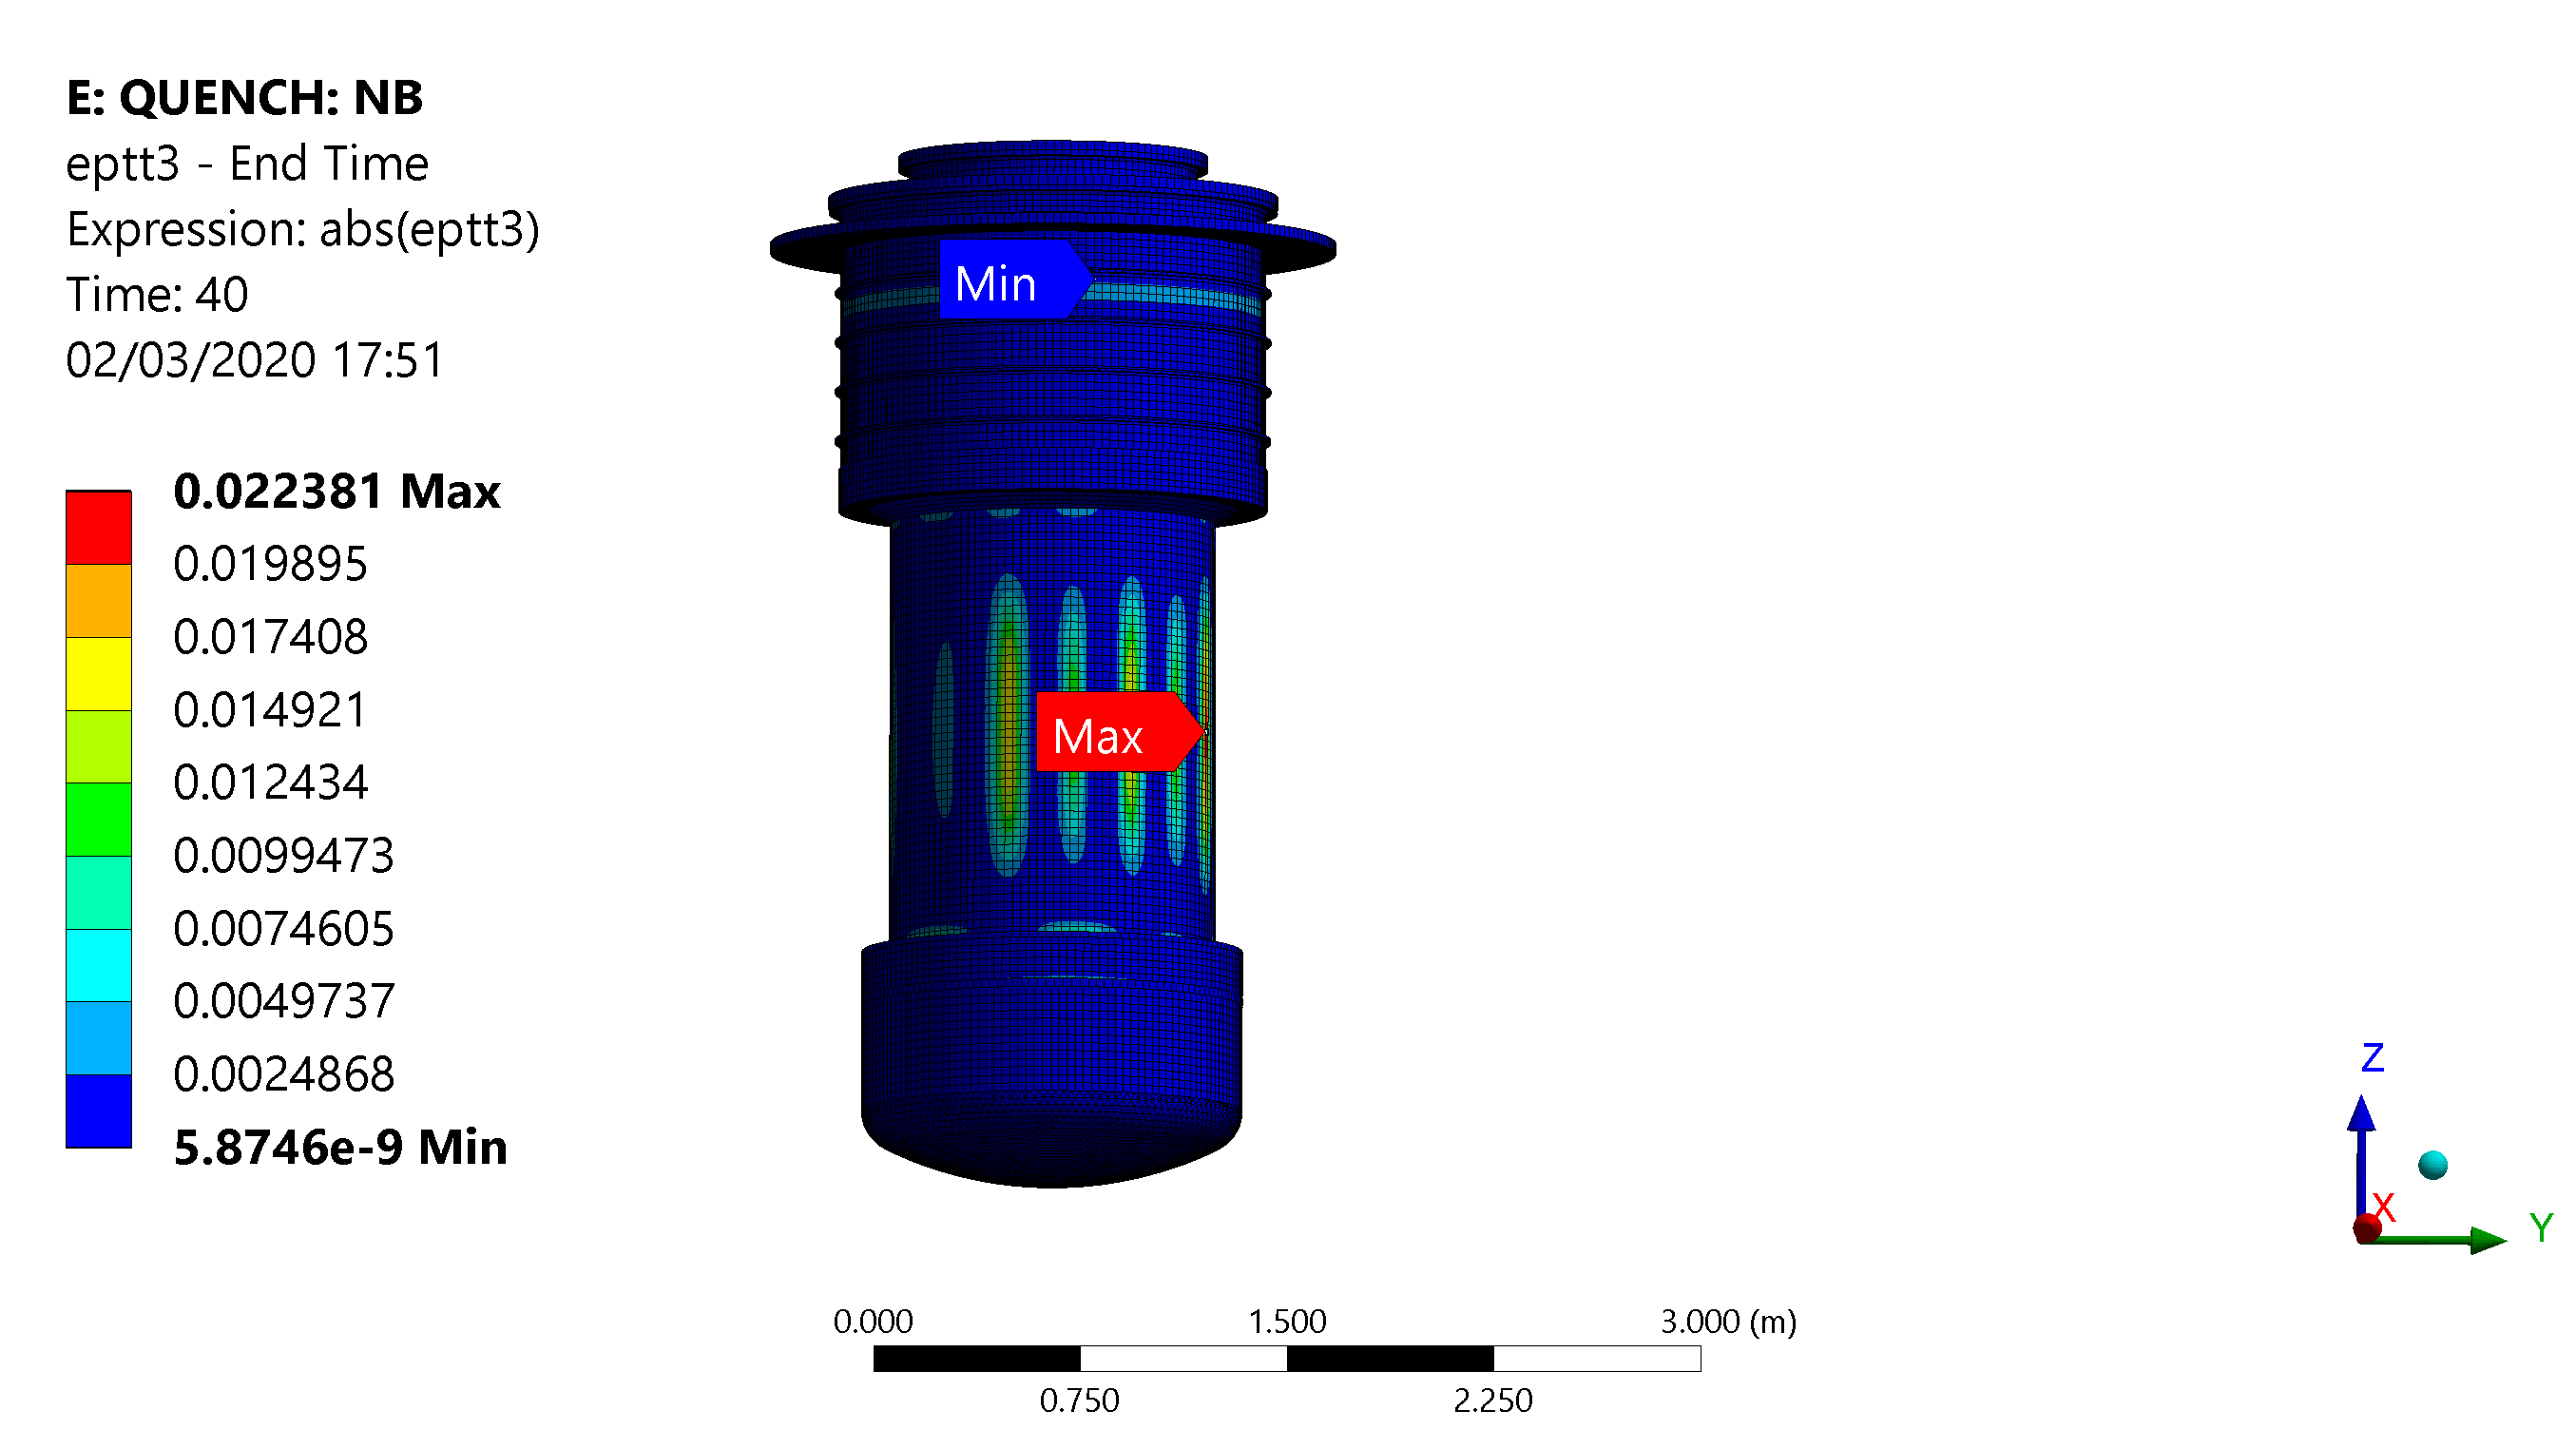 E: QUENCH: NB
eptt3 - End Time
Expression: abs(eptt3)
Time: 40
02/03/2020 17:51
0.022381 Max
0.019895
0.017408
0.014921
0.012434
0.0099473
0.0074605
0.0049737
0.0024868
5.8746e-9 Min
Min
Max
Z
X
Y
0.000
1.500
3.000 (m)
0.750
2.250